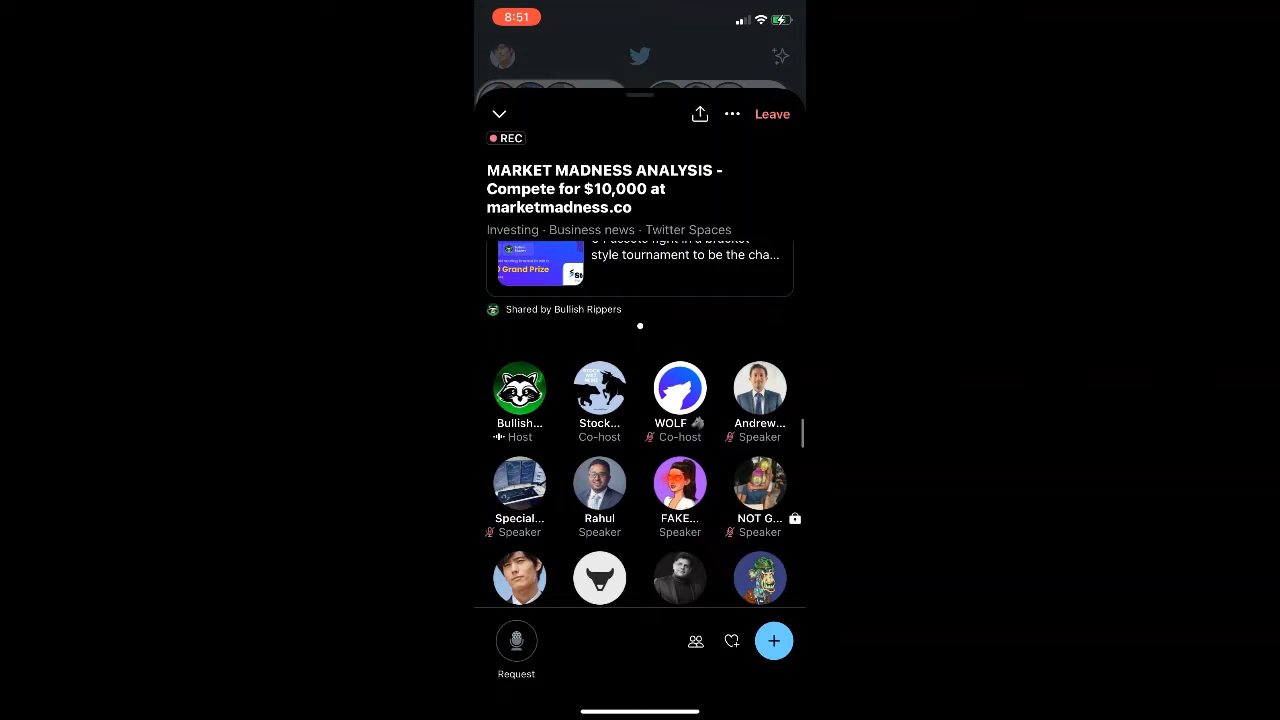 8:51
Leave
REC
MARKET MADNESS ANALYSIS -
Compete for $10,000 at
marketmadness.co
Investing · Business news · Twitter Spaces
style tournament to be the cha...
Grand Prize
Shared by Bullish Rippers
Bullish... Stock... WOLF Andrew...
Host Co-host Co-host Speaker
Special... Rahul FAKE... NOT G...
Speaker Speaker Speaker Speaker
Request